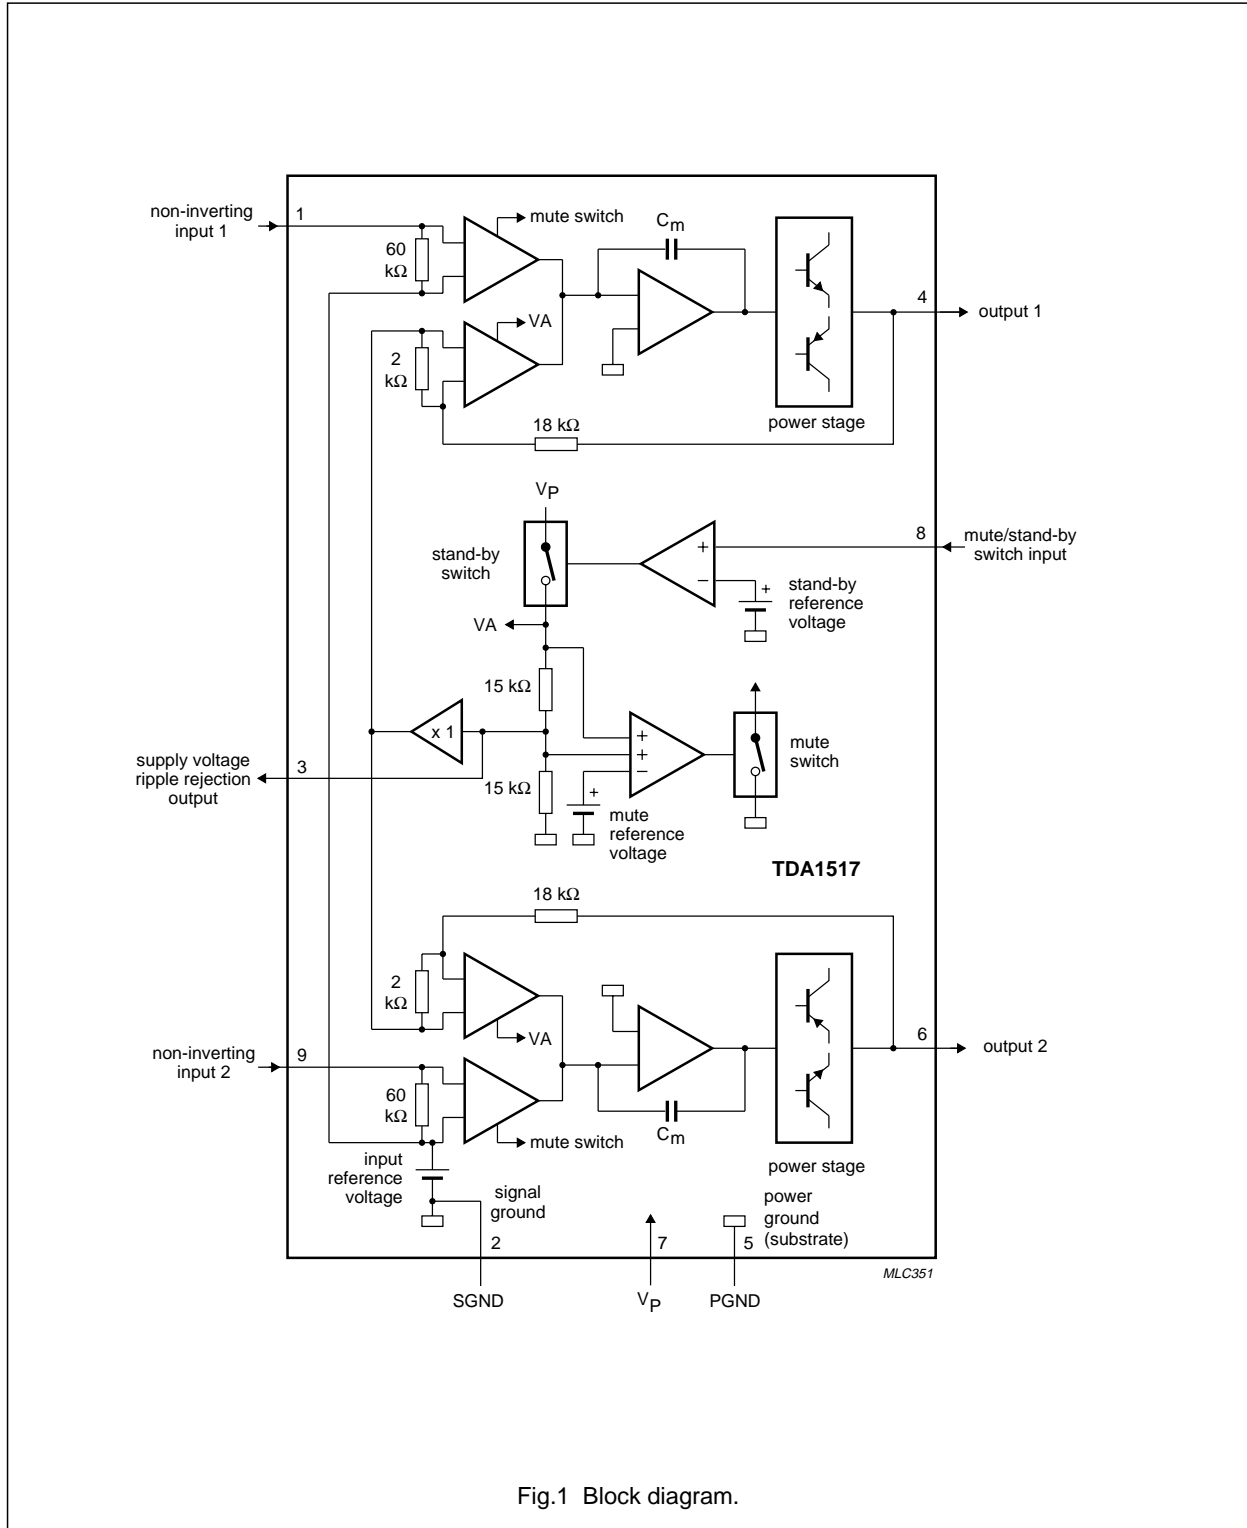 non-inverting
input 1
1
60
kΩ
mute switch
Cm
4
output 1
VA
2
kΩ
18 kΩ
power stage
VP
stand-by
switch
+
−
8
mute/stand-by
switch input
+
stand-by
reference
voltage
VA
15 kΩ
x 1
+
+
−
mute
switch
supply voltage
ripple rejection
output
3
15 kΩ
+
mute
reference
voltage
TDA1517
18 kΩ
2
kΩ
VA
non-inverting
input 2
9
6
output 2
60
kΩ
Cm
mute switch
input
reference
voltage
power stage
signal
ground
power
ground
(substrate)
2
7
5
MLC351
SGND
VP
PGND
Fig.1 Block diagram.